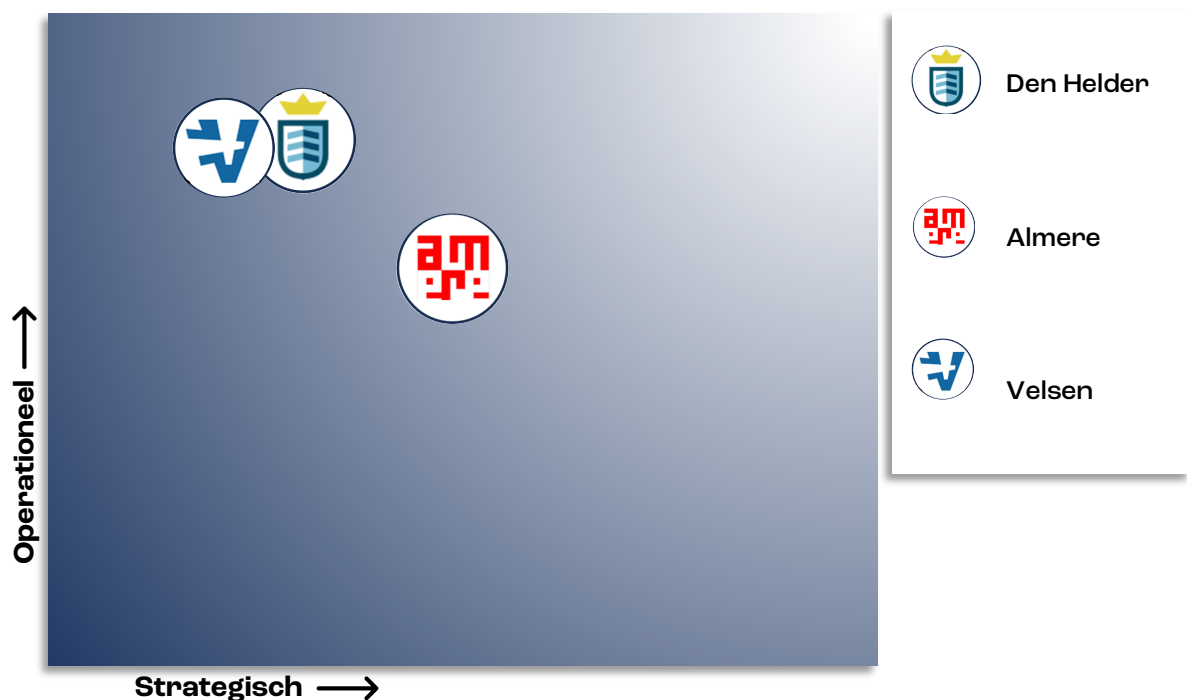 Den Helder
Almere
Velsen
Operationeel
Strategisch